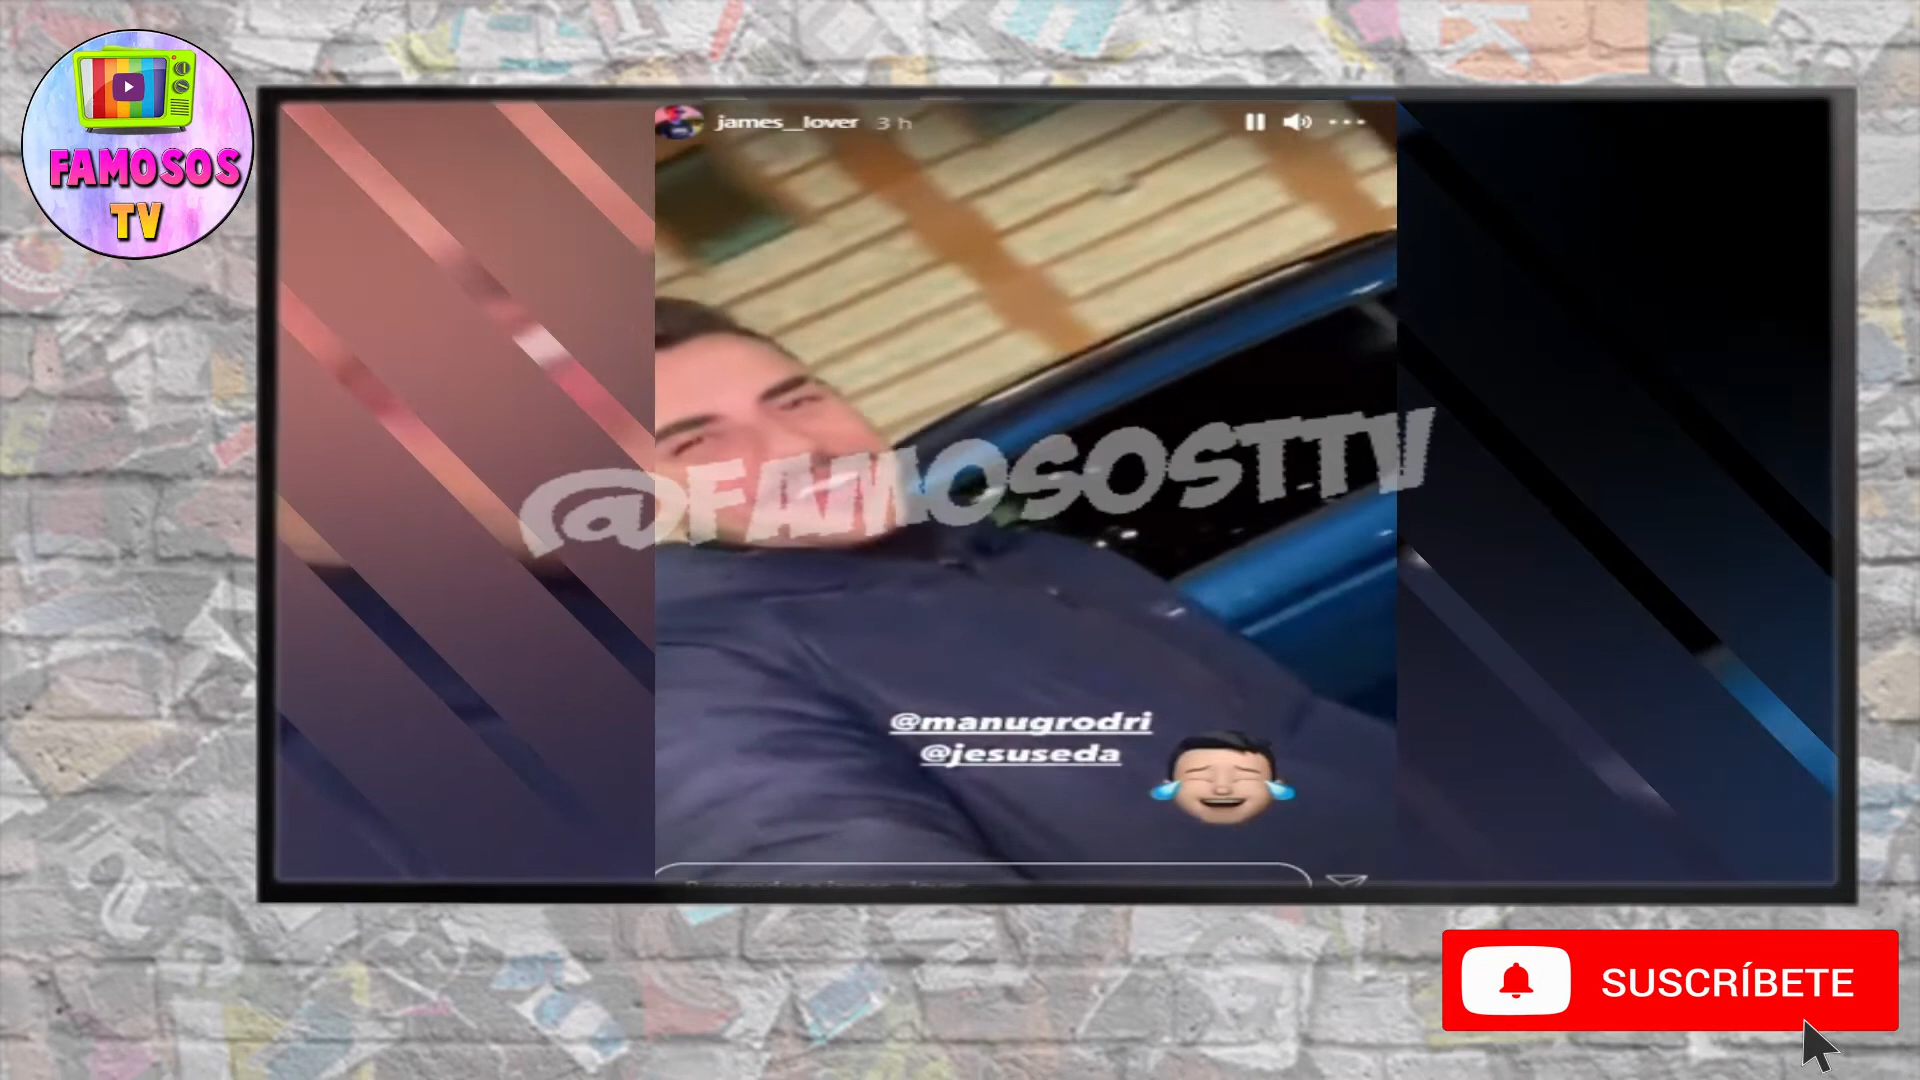 FAMOSOS
TV
james__lover 3 h
@FAMOSOSTTV
@manugrodri
@jesuseda
SUSCRÍBETE